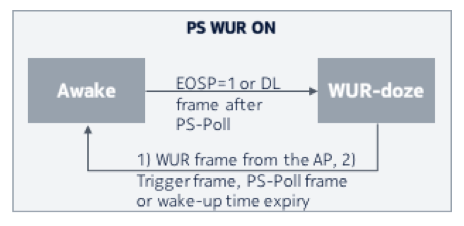 PS WUR ON
Awake
EOSP=1 or DL
frame after
PS-Poll
WUR-doze
1) WUR frame from the AP, 2)
Trigger frame, PS-Poll frame
or wake-up time expiry